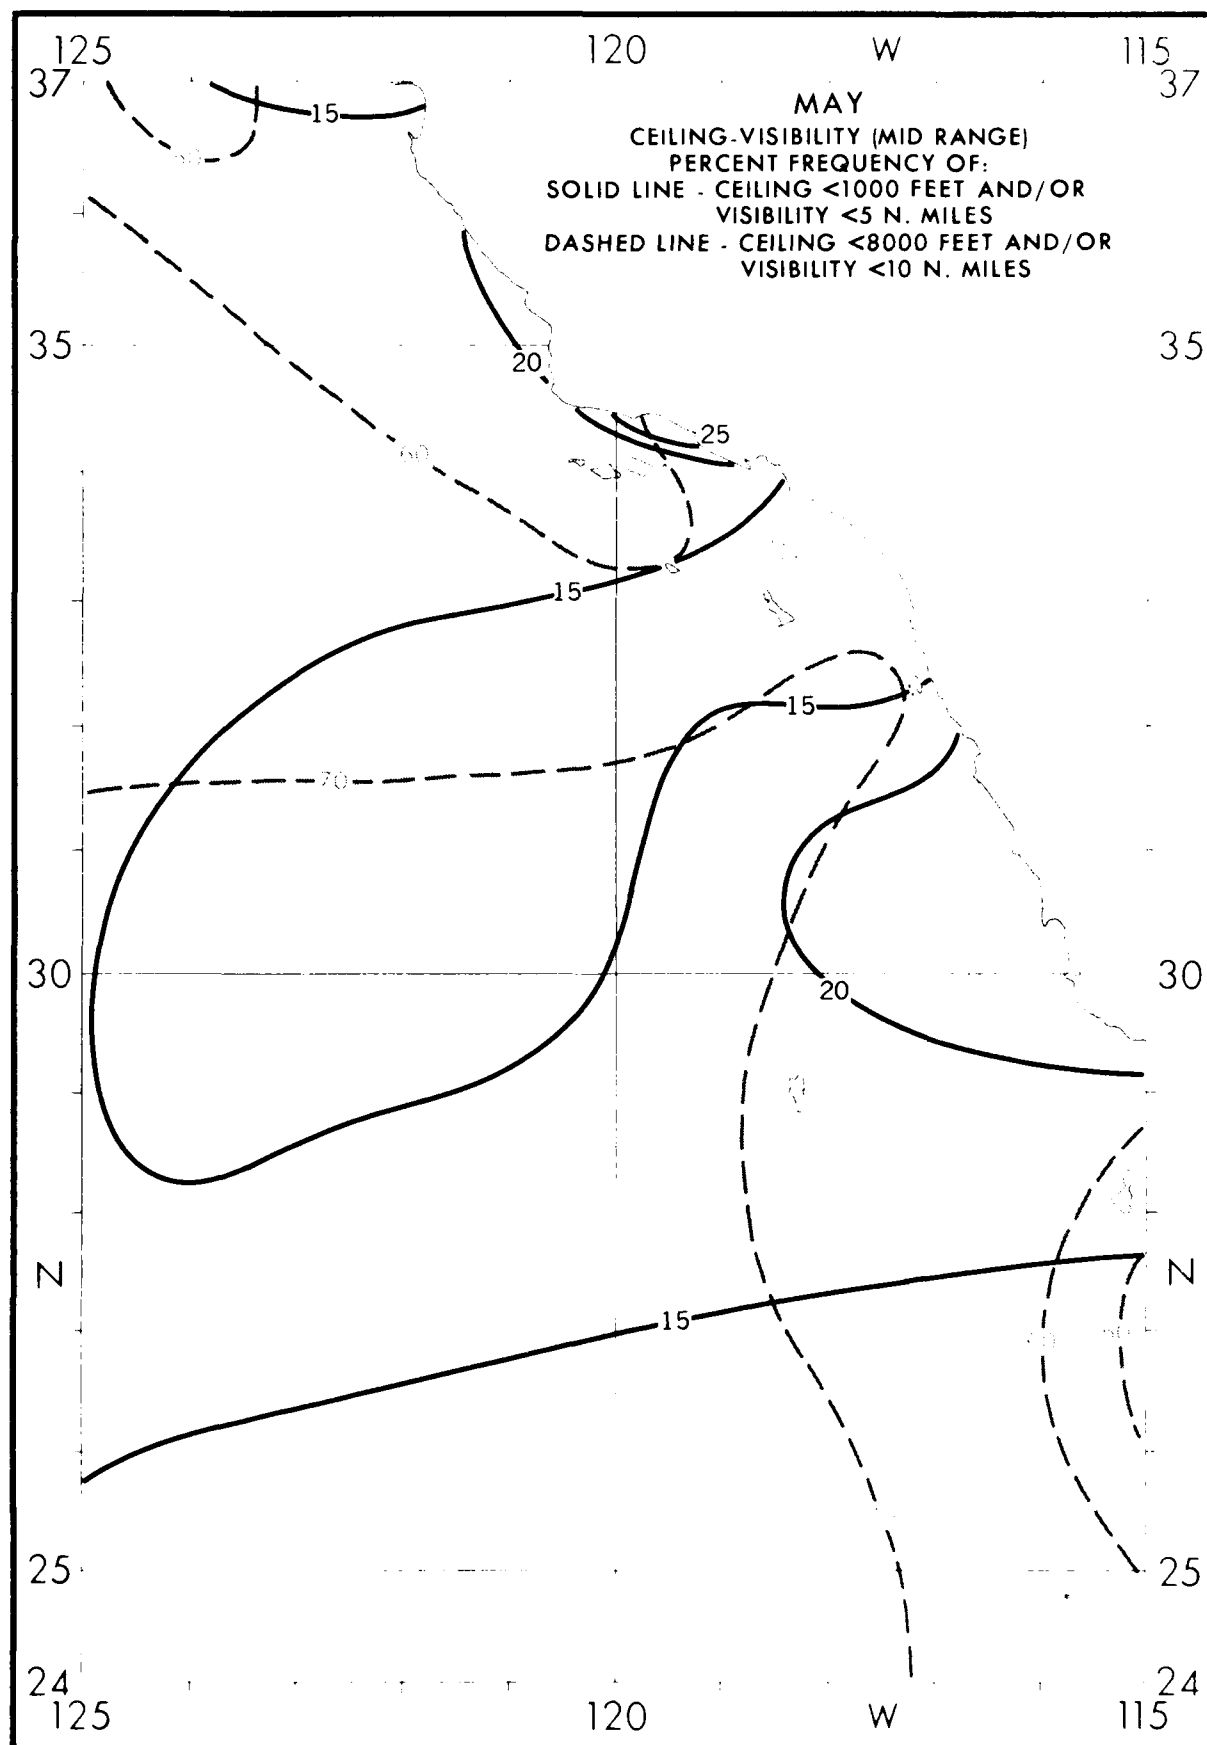 125 120 W 115
37 37
MAY
CEILING-VISIBILITY (MID RANGE)
PERCENT FREQUENCY OF:
SOLID LINE - CEILING <1000 FEET AND/OR
VISIBILITY <5 N. MILES
DASHED LINE - CEILING <8000 FEET AND/OR
VISIBILITY <10 N. MILES
15
35 35
20
25
60
15
15
70
30 30
20
N N
15
25 25
24 24
125 120 W 115